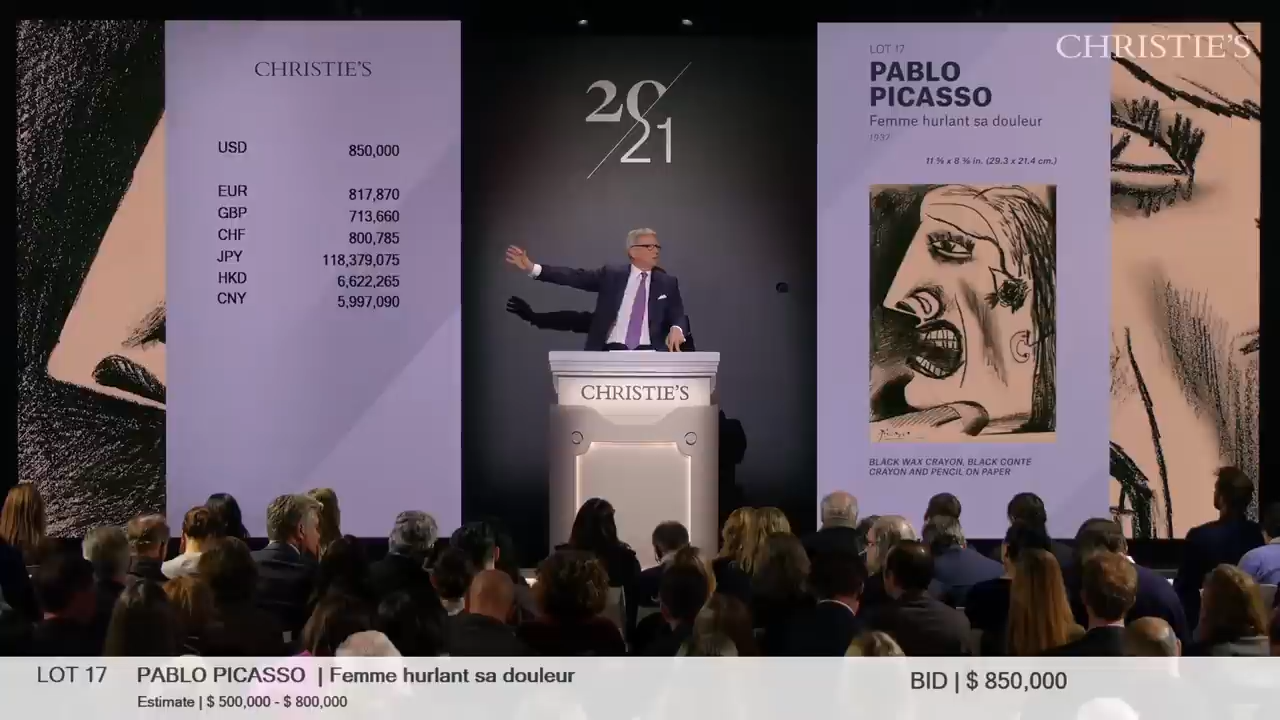 CHRISTIE'S
USD 850,000
EUR 817,870
GBP 713,660
CHF 800,785
JPY 118,379,075
HKD 6,622,265
CNY 5,997,090
20
21
CHRISTIE'S
LOT 17
PABLO
PICASSO
Femme hurlant sa douleur
1937
11 ⅝ x 8 ⅜ in. (29.3 x 21.4 cm.)
BLACK WAX CRAYON, BLACK CONTÉ
CRAYON AND PENCIL ON PAPER
CHRISTIE'S
LOT 17 PABLO PICASSO | Femme hurlant sa douleur
Estimate | $ 500,000 - $ 800,000
BID | $ 850,000